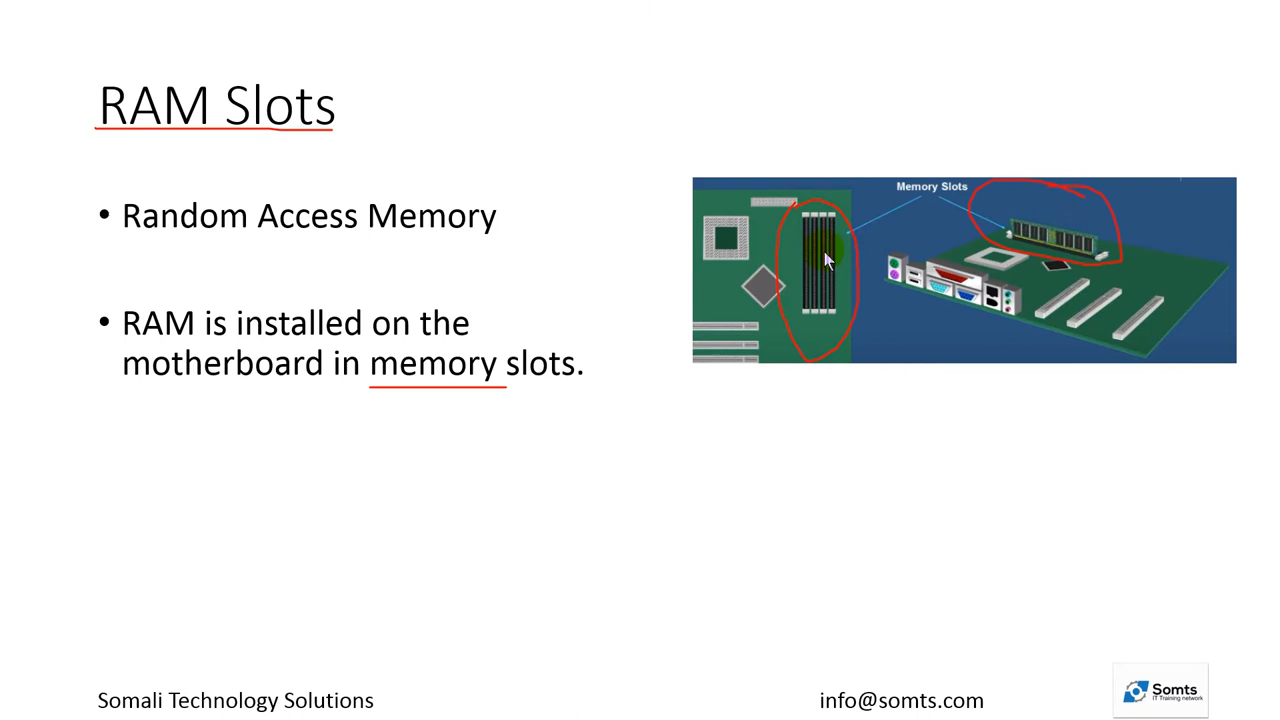 RAM Slots
• Random Access Memory
• RAM is installed on the
motherboard in memory slots.
Memory Slots
Somali Technology Solutions
info@somts.com
Somts
IT Training network